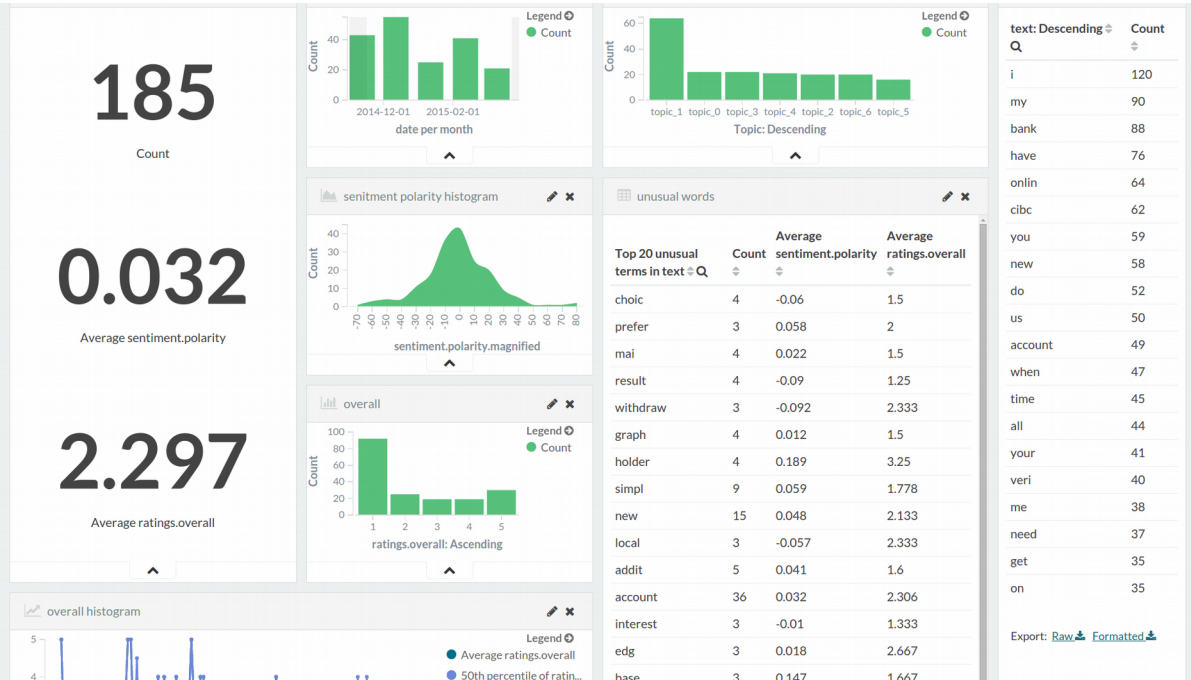 185
Count
0.032
Average sentiment.polarity
2.297
Average ratings.overall
Legend
Count
40
20
0
Count
2014-12-01 2015-02-01
date per month
Legend
Count
60
40
20
0
Count
topic_1 topic_0 topic_3 topic_4 topic_2 topic_6 topic_5
Topic: Descending
senitment polarity histogram
40
30
20
10
0
Count
-70 -60 -50 -40 -30 -20 -10 0 10 20 30 40 50 60 70 80
sentiment.polarity.magnified
overall
Legend
Count
100
80
60
40
20
0
Count
1 2 3 4 5
ratings.overall: Ascending
overall histogram
Legend
Average ratings.overall
50th percentile of ratin...
5
4
unusual words
Top 20 unusual terms in text Count Average sentiment.polarity Average ratings.overall
choic 4 -0.06 1.5
prefer 3 0.058 2
mai 4 0.022 1.5
result 4 -0.09 1.25
withdraw 3 -0.092 2.333
graph 4 0.012 1.5
holder 4 0.189 3.25
simpl 9 0.059 1.778
new 15 0.048 2.133
local 3 -0.057 2.333
addit 5 0.041 1.6
account 36 0.032 2.306
interest 3 -0.01 1.333
edg 3 0.018 2.667
base 3 0.147 1.667
text: Descending Count
i 120
my 90
bank 88
have 76
onlin 64
cibc 62
you 59
new 58
do 52
us 50
account 49
when 47
time 45
all 44
your 41
veri 40
me 38
need 37
get 35
on 35
Export: Raw Formatted